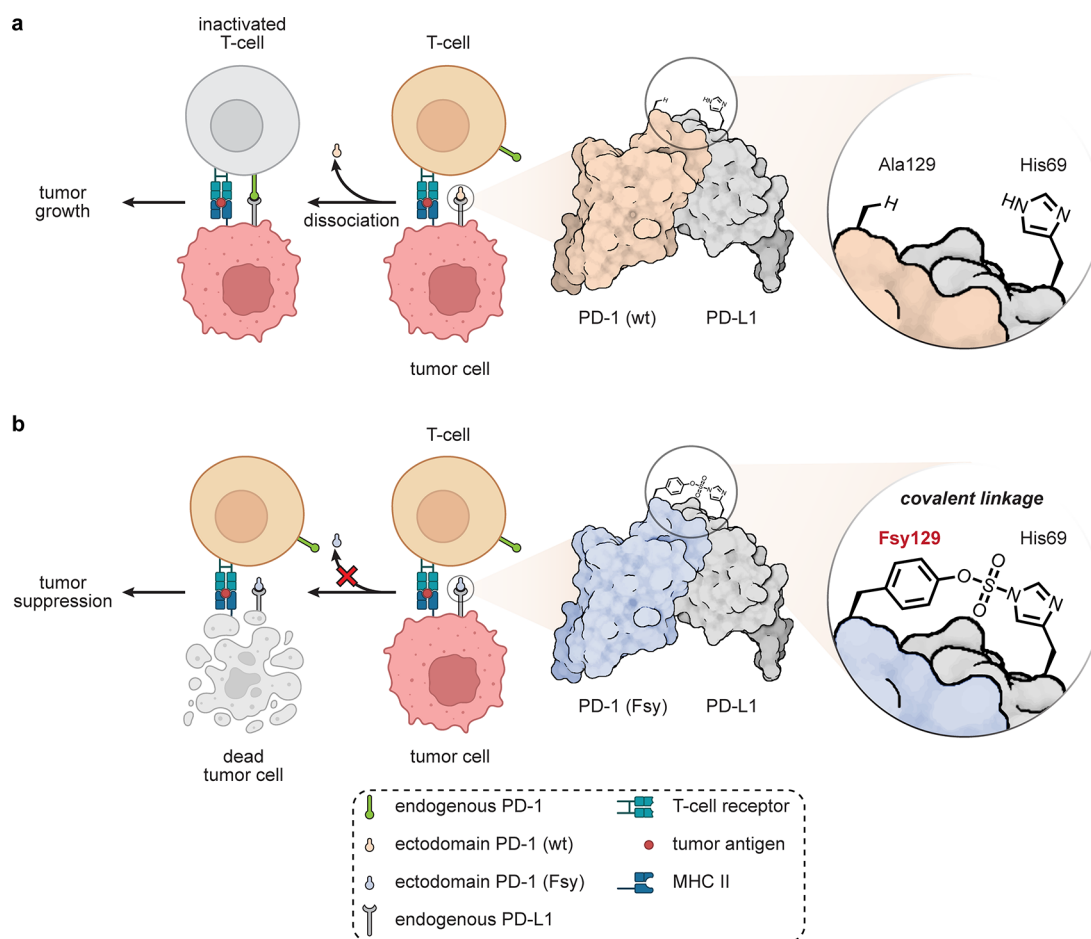 a
inactivated
T-cell
T-cell
tumor
growth
dissociation
tumor cell
PD-1 (wt)
PD-L1
H
HN
N
Ala129
His69
H
HN
N
b
T-cell
tumor
suppression
dead
tumor cell
tumor cell
PD-1 (Fsy)
PD-L1
O
S
O
O
N
N
covalent linkage
Fsy129
His69
O
O
S
O
N
N
endogenous PD-1
ectodomain PD-1 (wt)
ectodomain PD-1 (Fsy)
endogenous PD-L1
T-cell receptor
tumor antigen
MHC II